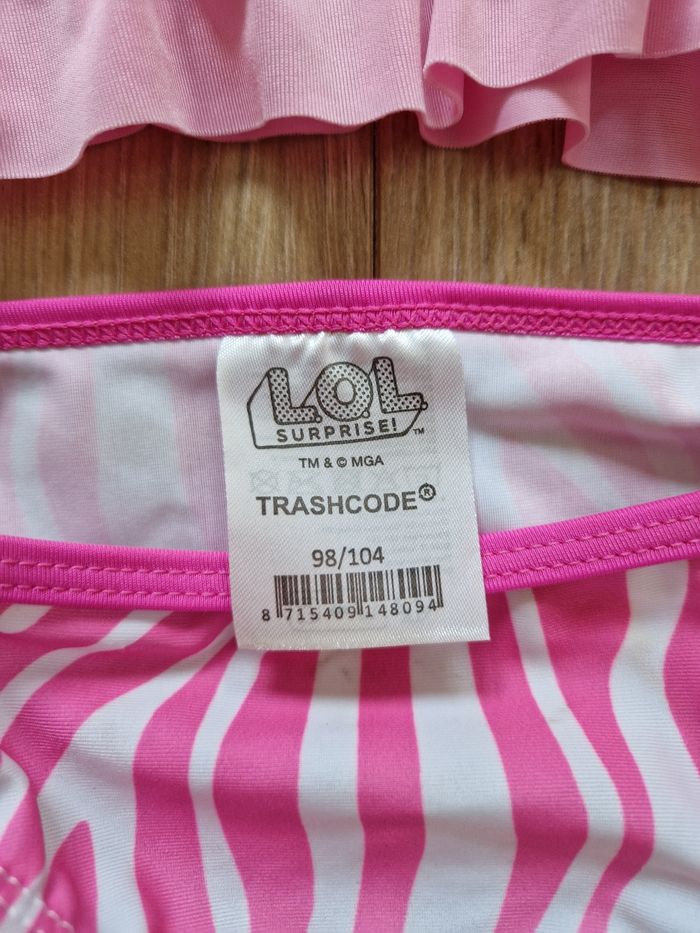 L.O.L.
SURPRISE!™
TM & © MGA
TRASHCODE®
98/104
8 715409 148094